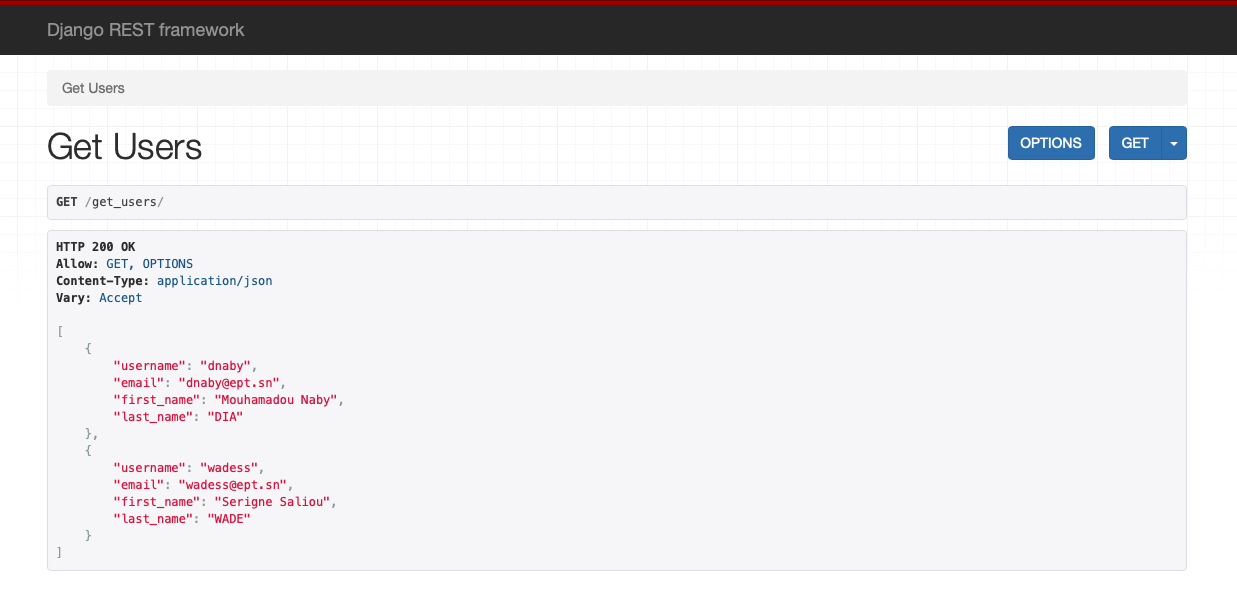 Django REST framework
Get Users
Get Users
OPTIONS
GET
GET /get_users/
HTTP 200 OK
Allow: GET, OPTIONS
Content-Type: application/json
Vary: Accept
[
    {
        "username": "dnaby",
        "email": "dnaby@ept.sn",
        "first_name": "Mouhamadou Naby",
        "last_name": "DIA"
    },
    {
        "username": "wadess",
        "email": "wadess@ept.sn",
        "first_name": "Serigne Saliou",
        "last_name": "WADE"
    }
]